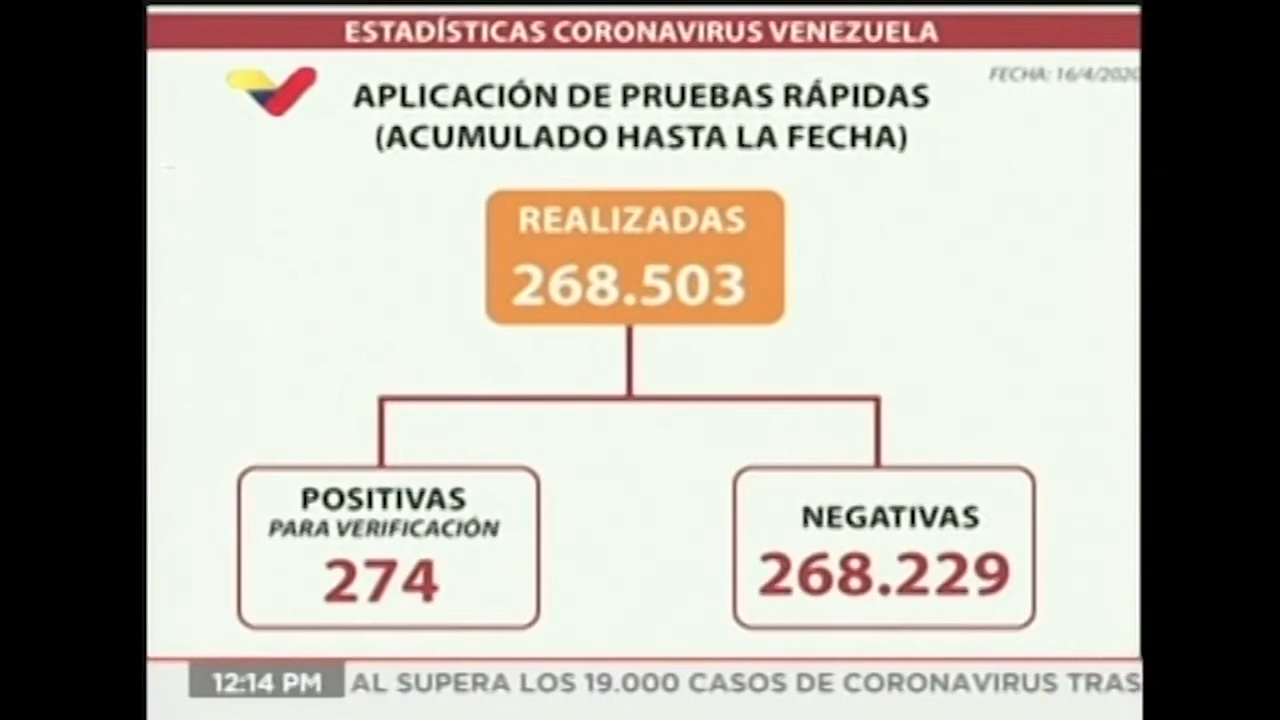 ESTADÍSTICAS CORONAVIRUS VENEZUELA
FECHA: 16/4/2020
APLICACIÓN DE PRUEBAS RÁPIDAS
(ACUMULADO HASTA LA FECHA)
REALIZADAS
268.503
POSITIVAS
PARA VERIFICACIÓN
274
NEGATIVAS
268.229
12:14 PM AL SUPERA LOS 19.000 CASOS DE CORONAVIRUS TRAS